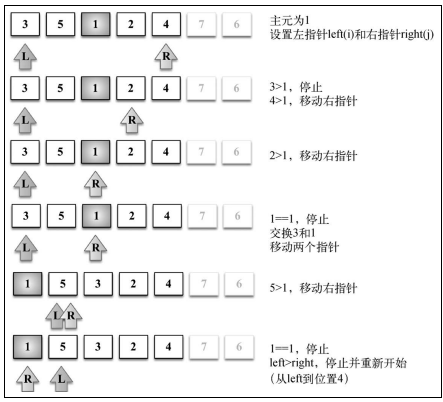 3 5 1 2 4 7 6
主元为1
设置左指针left(i)和右指针right(j)
L R
3 5 1 2 4 7 6
3>1，停止
4>1，移动右指针
L R
3 5 1 2 4 7 6
2>1，移动右指针
L R
3 5 1 2 4 7 6
1==1，停止
交换3和1
移动两个指针
L R
1 5 3 2 4 7 6
5>1，移动右指针
L R
1 5 3 2 4 7 6
1==1，停止
left>right，停止并重新开始
（从left到位置4）
R L